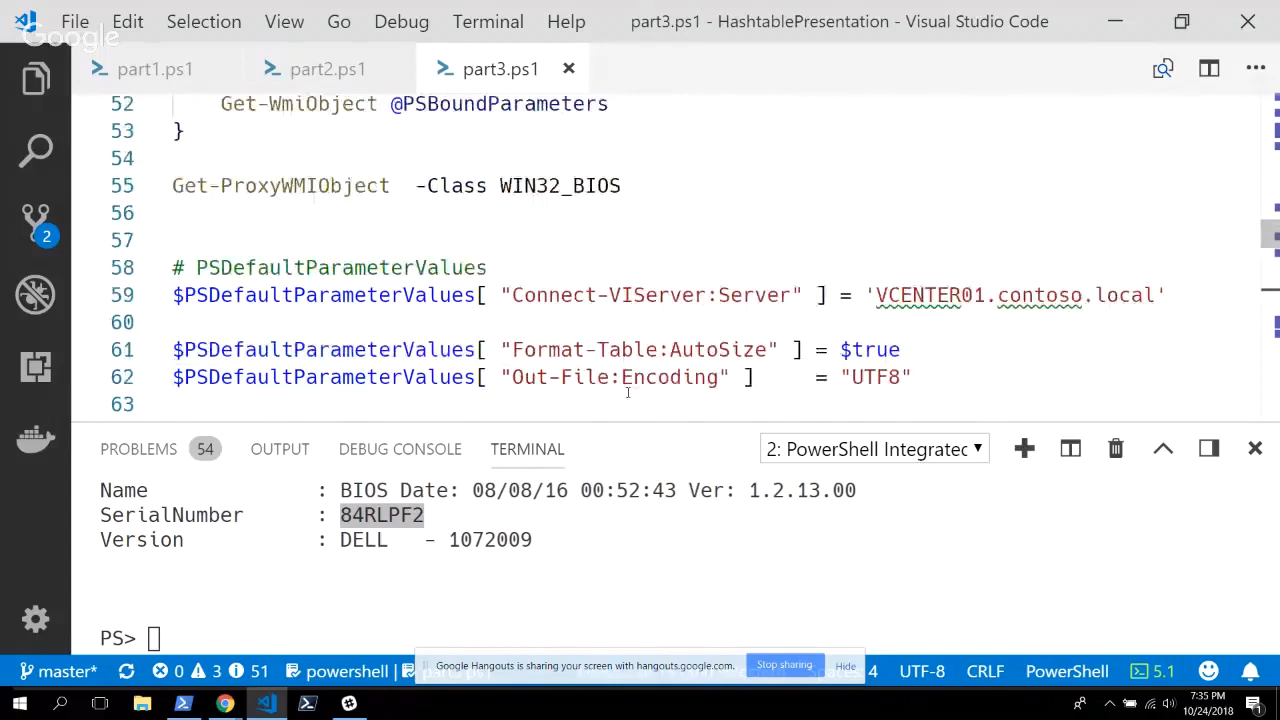 File Edit Selection View Go Debug Terminal Help part3.ps1 - HashtablePresentation - Visual Studio Code
Google
part1.ps1 part2.ps1 part3.ps1
52 Get-WmiObject @PSBoundParameters
53 }
54
55 Get-ProxyWMIObject -Class WIN32_BIOS
56
57
58 # PSDefaultParameterValues
59 $PSDefaultParameterValues[ "Connect-VIServer:Server" ] = 'VCENTER01.contoso.local'
60
61 $PSDefaultParameterValues[ "Format-Table:AutoSize" ] = $true
62 $PSDefaultParameterValues[ "Out-File:Encoding" ] = "UTF8"
63
2
PROBLEMS 54 OUTPUT DEBUG CONSOLE TERMINAL 2: PowerShell Integrated
Name : BIOS Date: 08/08/16 00:52:43 Ver: 1.2.13.00
SerialNumber : 84RLPF2
Version : DELL - 1072009
PS>
Google Hangouts is sharing your screen with hangouts.google.com. Stop sharing Hide
master* 0 3 51 powershell 4 UTF-8 CRLF PowerShell 5.1
7:35 PM
10/24/2018
1